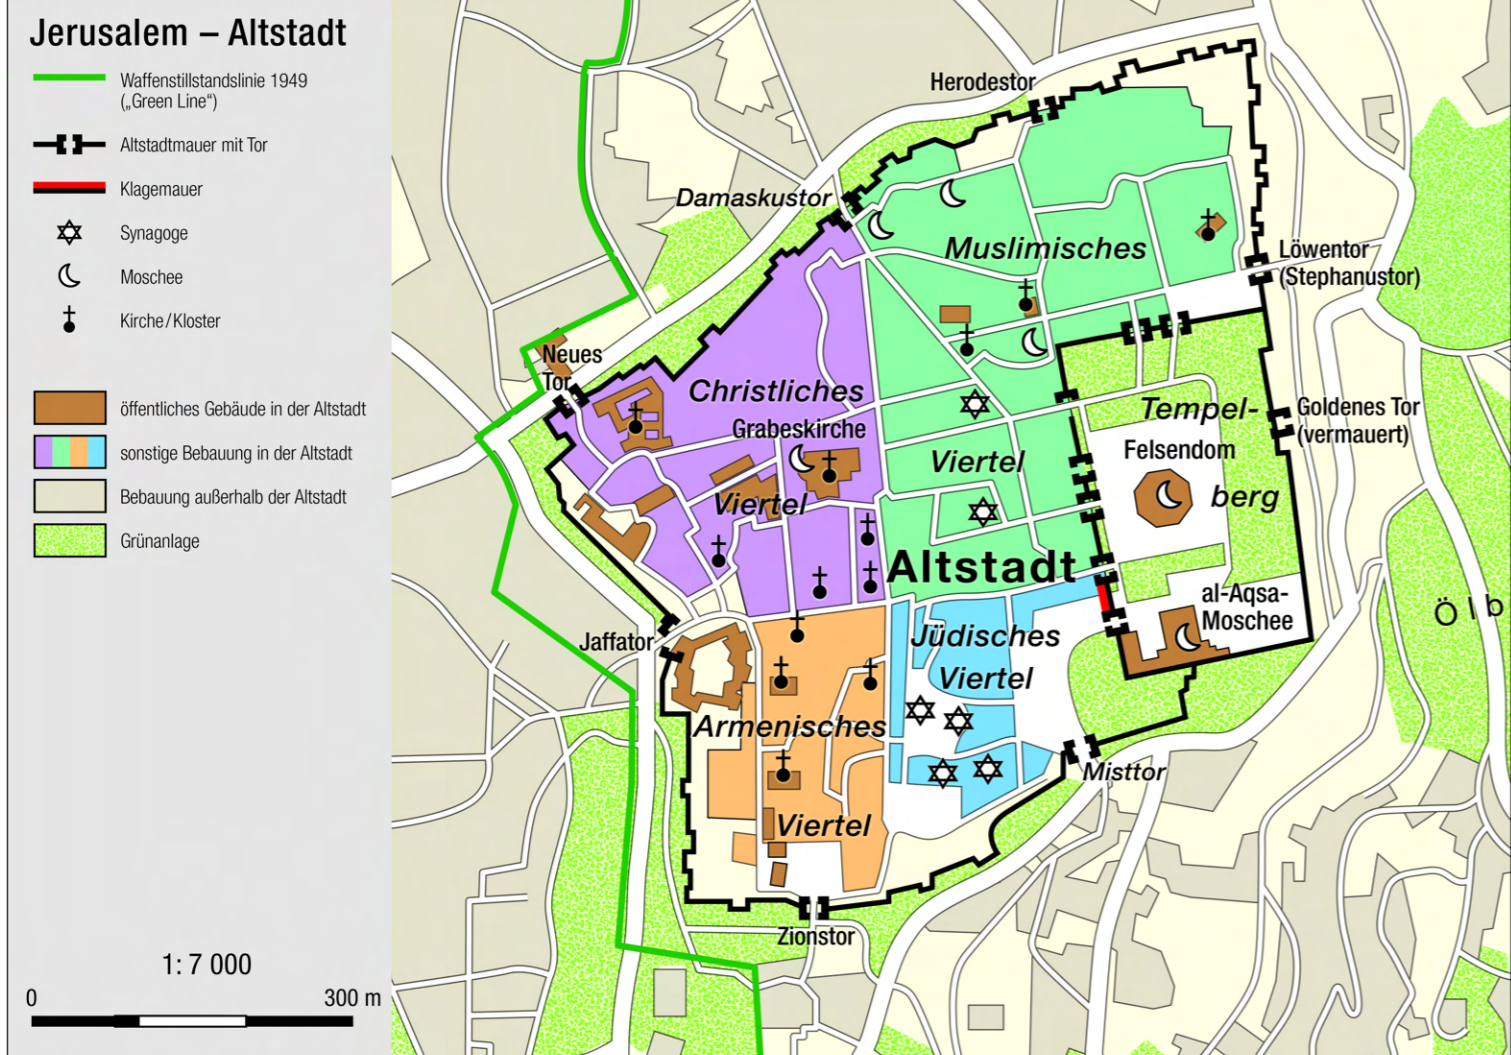 Jerusalem – Altstadt
Waffenstillstandslinie 1949
(„Green Line“)
Altstadtmauer mit Tor
Klagemauer
Synagoge
Moschee
Kirche/Kloster
öffentliches Gebäude in der Altstadt
sonstige Bebauung in der Altstadt
Bebauung außerhalb der Altstadt
Grünanlage
1: 7 000
0 300 m
Herodestor
Damaskustor
Muslimisches
Löwentor
(Stephanustor)
Neues
Tor
Christliches
Grabeskirche
Viertel
Viertel
Tempel-
berg
Felsendom
Goldenes Tor
(vermauert)
Altstadt
al-Aqsa-
Moschee
Ölb
Jaffator
Jüdisches
Viertel
Armenisches
Viertel
Misttor
Zionstor